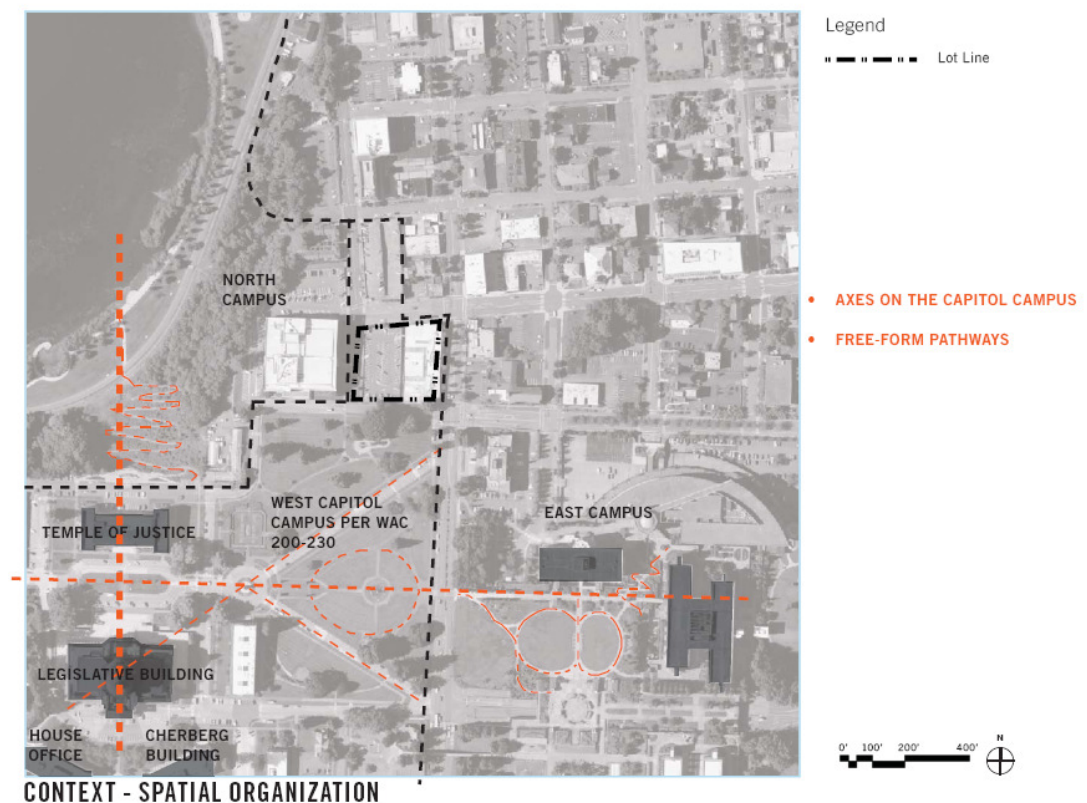 Legend
Lot Line
NORTH
CAMPUS
• AXES ON THE CAPITOL CAMPUS
• FREE-FORM PATHWAYS
WEST CAPITOL
CAMPUS PER WAC
200-230
EAST CAMPUS
TEMPLE OF JUSTICE
LEGISLATIVE BUILDING
HOUSE
OFFICE
CHERBERG
BUILDING
N
0' 100' 200' 400'
CONTEXT - SPATIAL ORGANIZATION